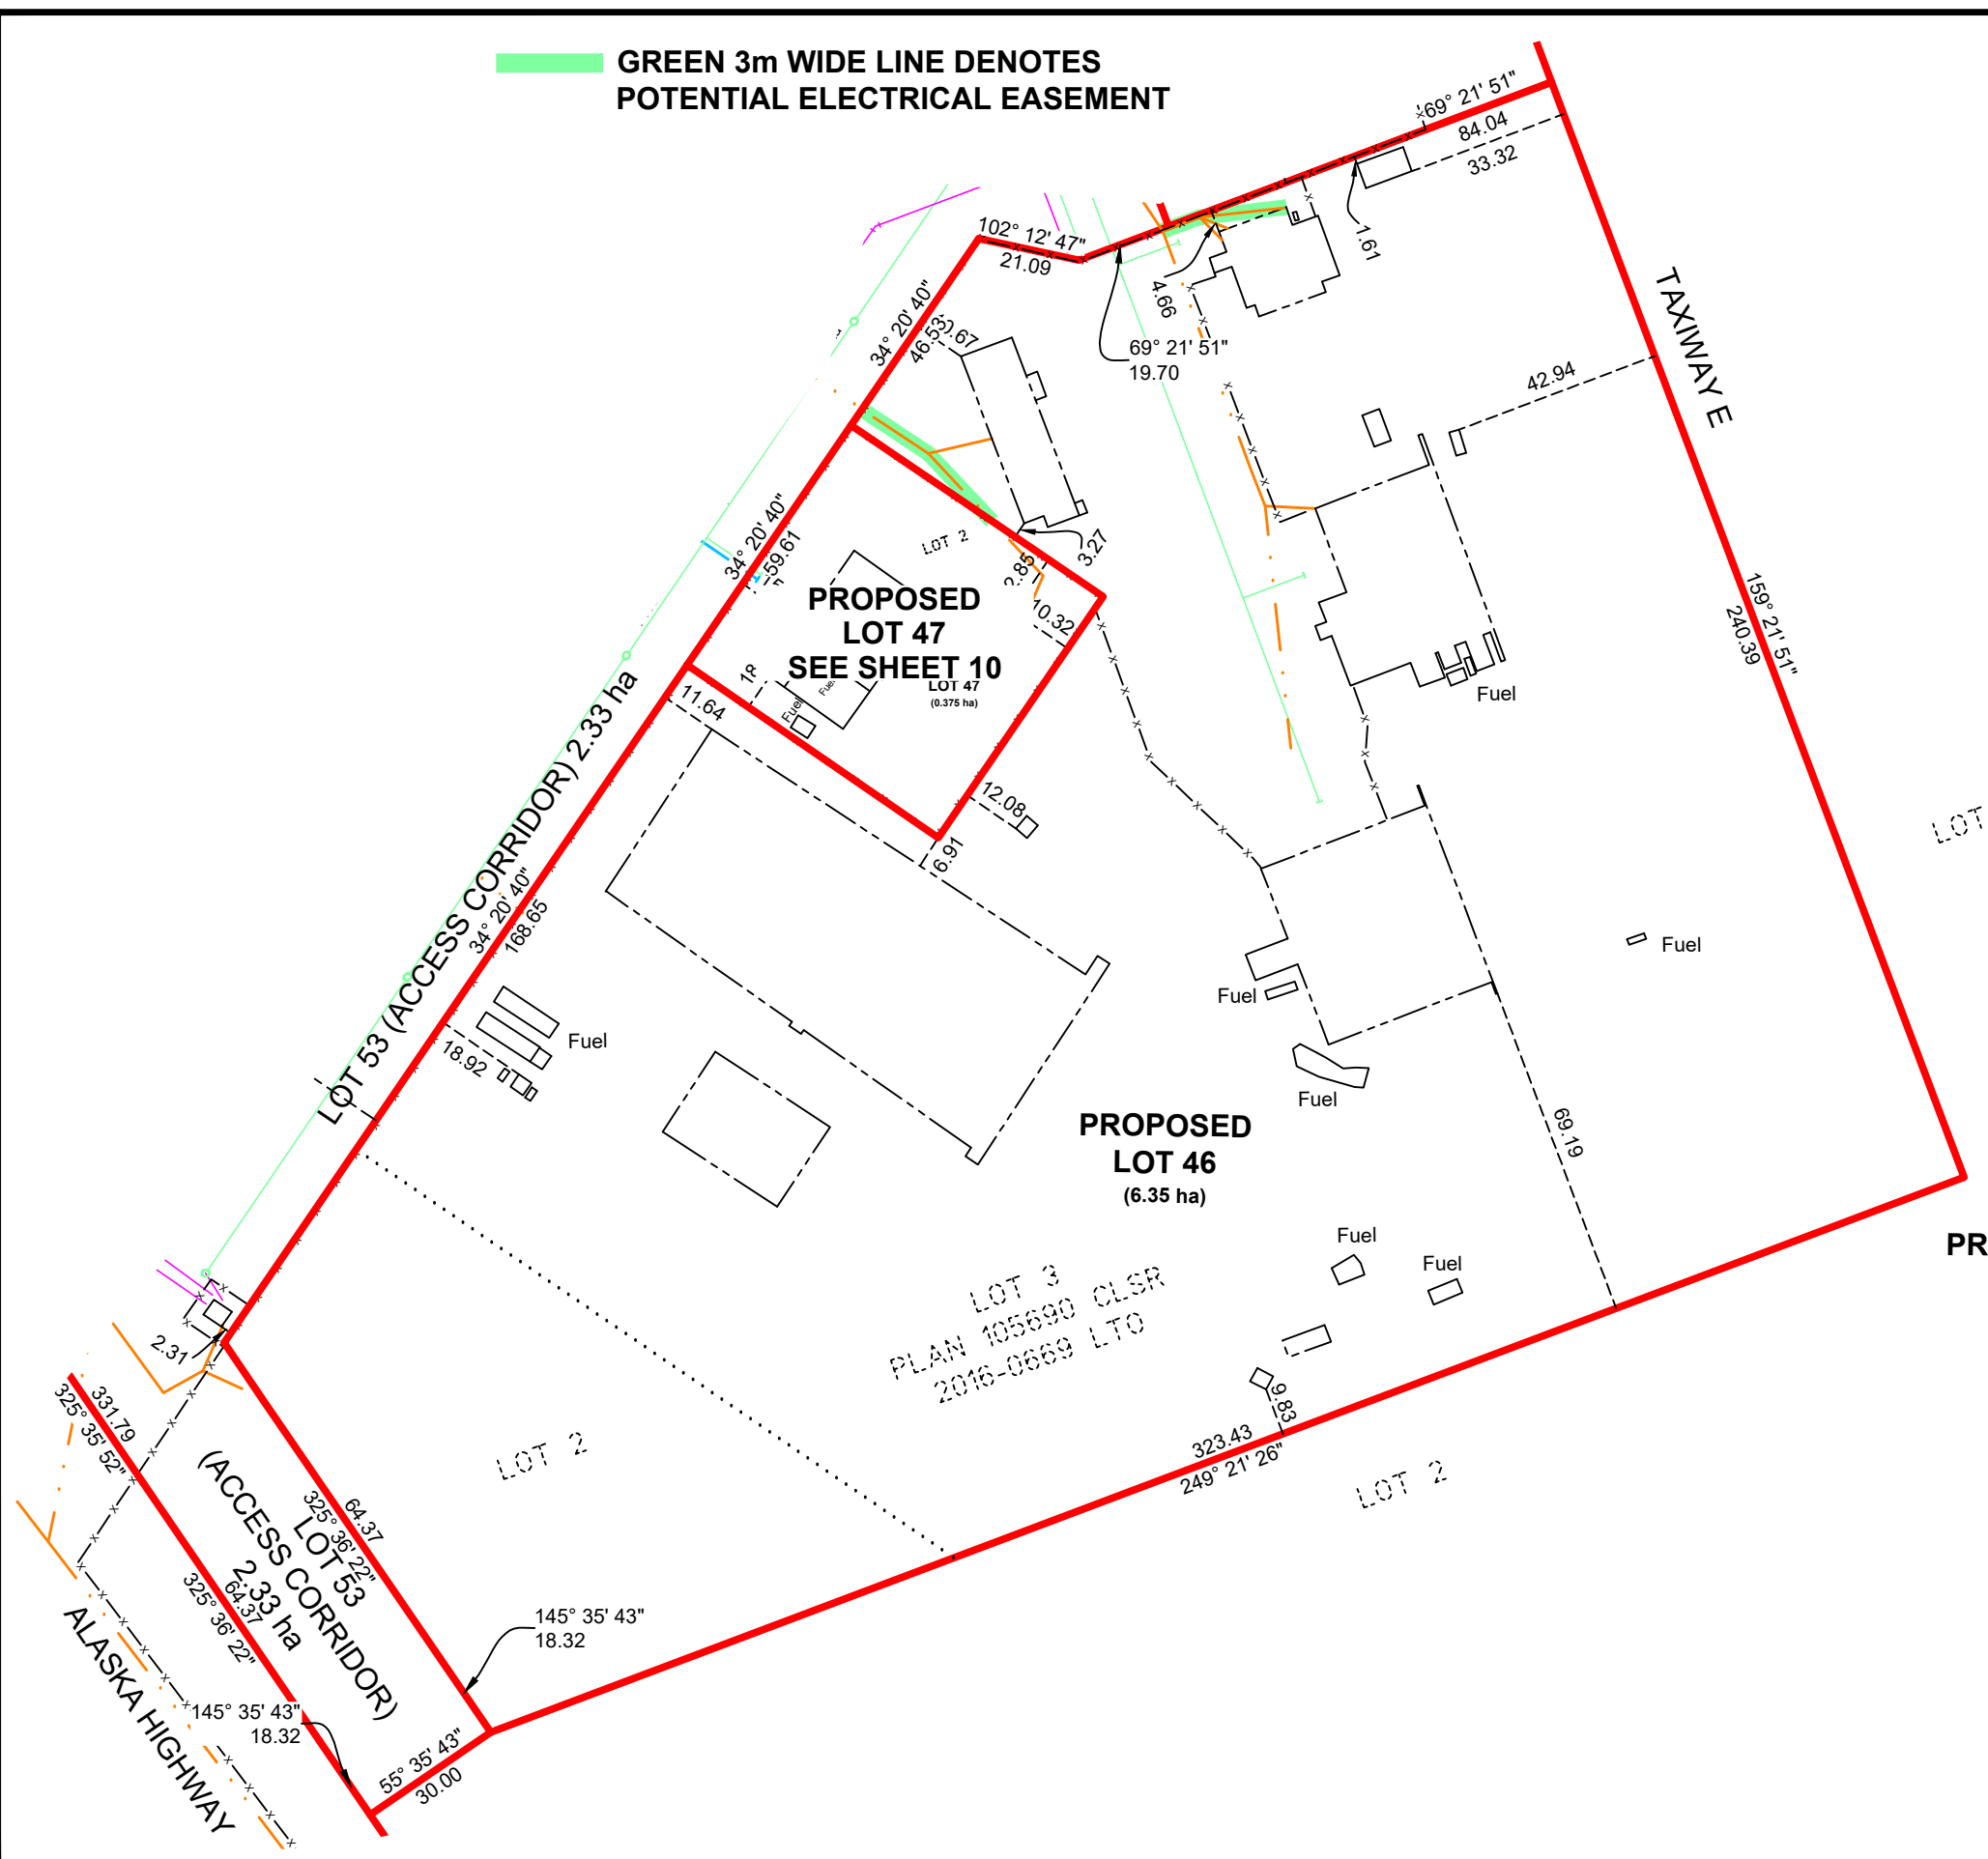 GREEN 3m WIDE LINE DENOTES
POTENTIAL ELECTRICAL EASEMENT
69° 21' 51"
84.04
33.32
102° 12' 47"
21.09
1.61
4.66
TAXIWAY E
34° 20' 40"
46.53
69° 21' 51"
19.70
42.94
34° 20' 40"
59.61
LOT 2
3.27
2.85
PROPOSED
LOT 47
SEE SHEET 10
10.32
159° 21' 51"
240.39
18
Fuel
Fuel
LOT 47
(0.375 ha)
11.64
Fuel
12.08
6.91
LOT
LOT 53 (ACCESS CORRIDOR) 2.33 ha
34° 20' 40"
168.65
Fuel
Fuel
Fuel
18.92
Fuel
PROPOSED
LOT 46
(6.35 ha)
69.19
Fuel
Fuel
PR
LOT 3
PLAN 105690 CLSR
2016-0669 LTO
2.31
331.79
325° 35' 52"
9.83
323.43
249° 21' 26"
LOT 2
LOT 2
64.37
325° 36' 22"
LOT 53
(ACCESS CORRIDOR)
2.33 ha
64.37
325° 36' 22"
145° 35' 43"
18.32
145° 35' 43"
18.32
55° 35' 43"
30.00
ALASKA HIGHWAY